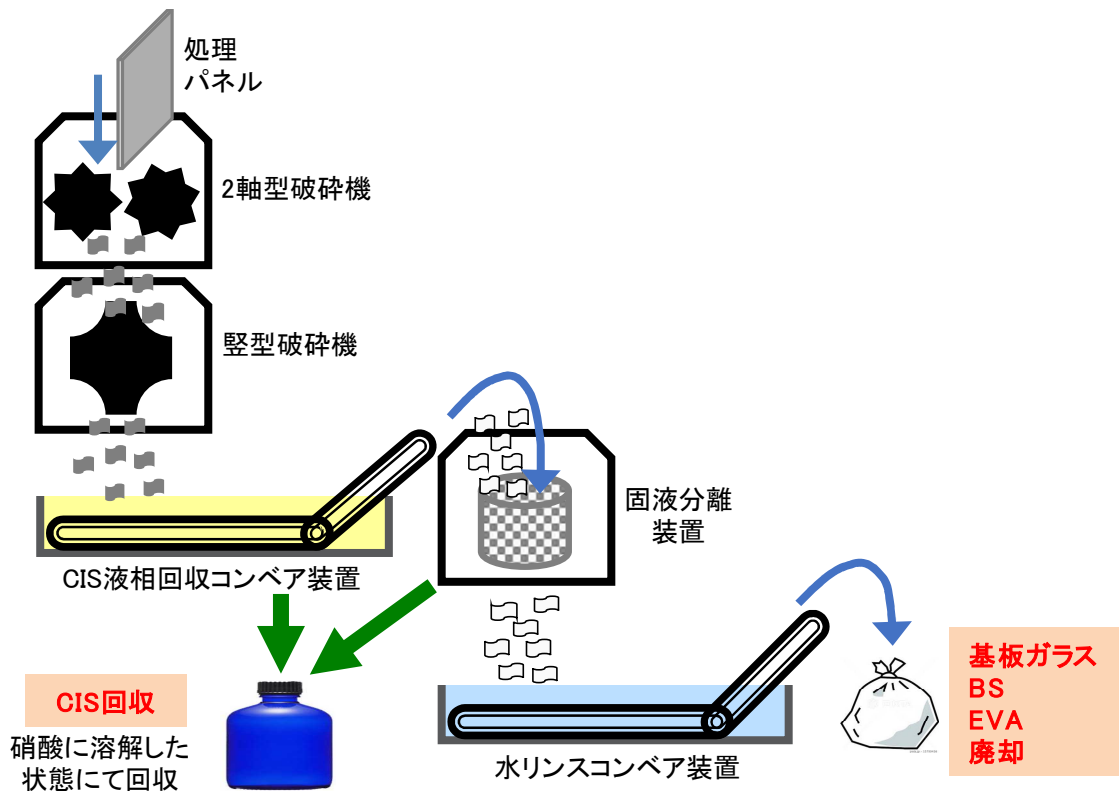 処理
パネル
2軸型破砕機
竪型破砕機
固液分離
装置
CIS液相回収コンベア装置
CIS回収
硝酸に溶解した
状態にて回収
水リンスコンベア装置
基板ガラス
BS
EVA
廃却